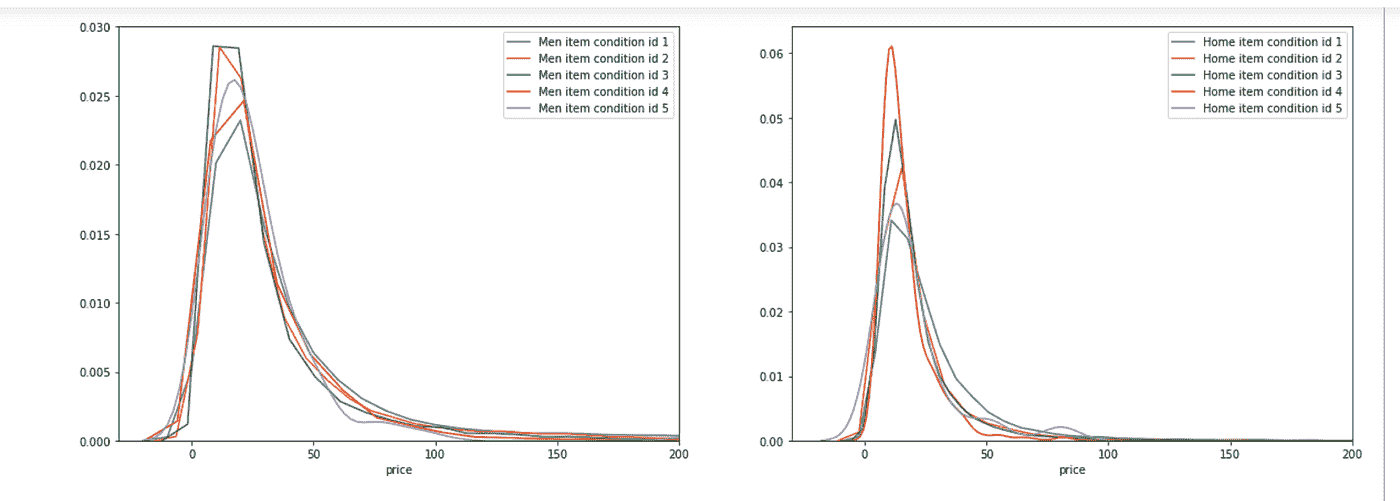 0.030
0.025
0.020
0.015
0.010
0.005
0.000
0
50
100
150
200
price
Men item condition id 1
Men item condition id 2
Men item condition id 3
Men item condition id 4
Men item condition id 5
0.06
0.05
0.04
0.03
0.02
0.01
0.00
0
50
100
150
200
price
Home item condition id 1
Home item condition id 2
Home item condition id 3
Home item condition id 4
Home item condition id 5